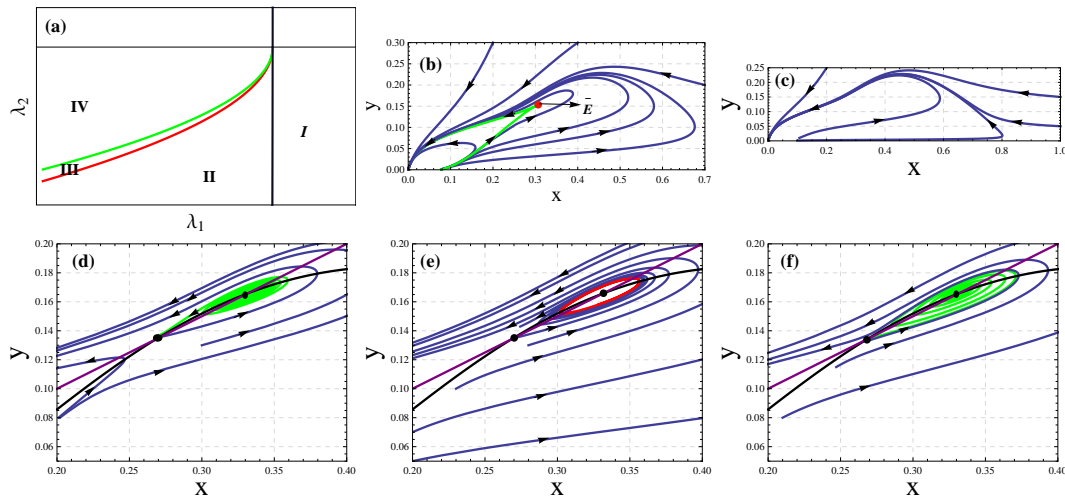 (a)
λ2
IV
III
II
I
λ1
(b)
y
0.30
0.25
0.20
0.15
0.10
0.05
0.00
Ē
0.0 0.1 0.2 0.3 0.4 0.5 0.6 0.7
x
(c)
y
0.25
0.20
0.15
0.10
0.05
0.00
0.0 0.2 0.4 0.6 0.8 1.0
x
(d)
y
0.20
0.18
0.16
0.14
0.12
0.10
0.08
0.06
0.20 0.25 0.30 0.35 0.40
x
(e)
y
0.20
0.18
0.16
0.14
0.12
0.10
0.08
0.06
0.20 0.25 0.30 0.35 0.40
x
(f)
y
0.20
0.18
0.16
0.14
0.12
0.10
0.08
0.06
0.20 0.25 0.30 0.35 0.40
x